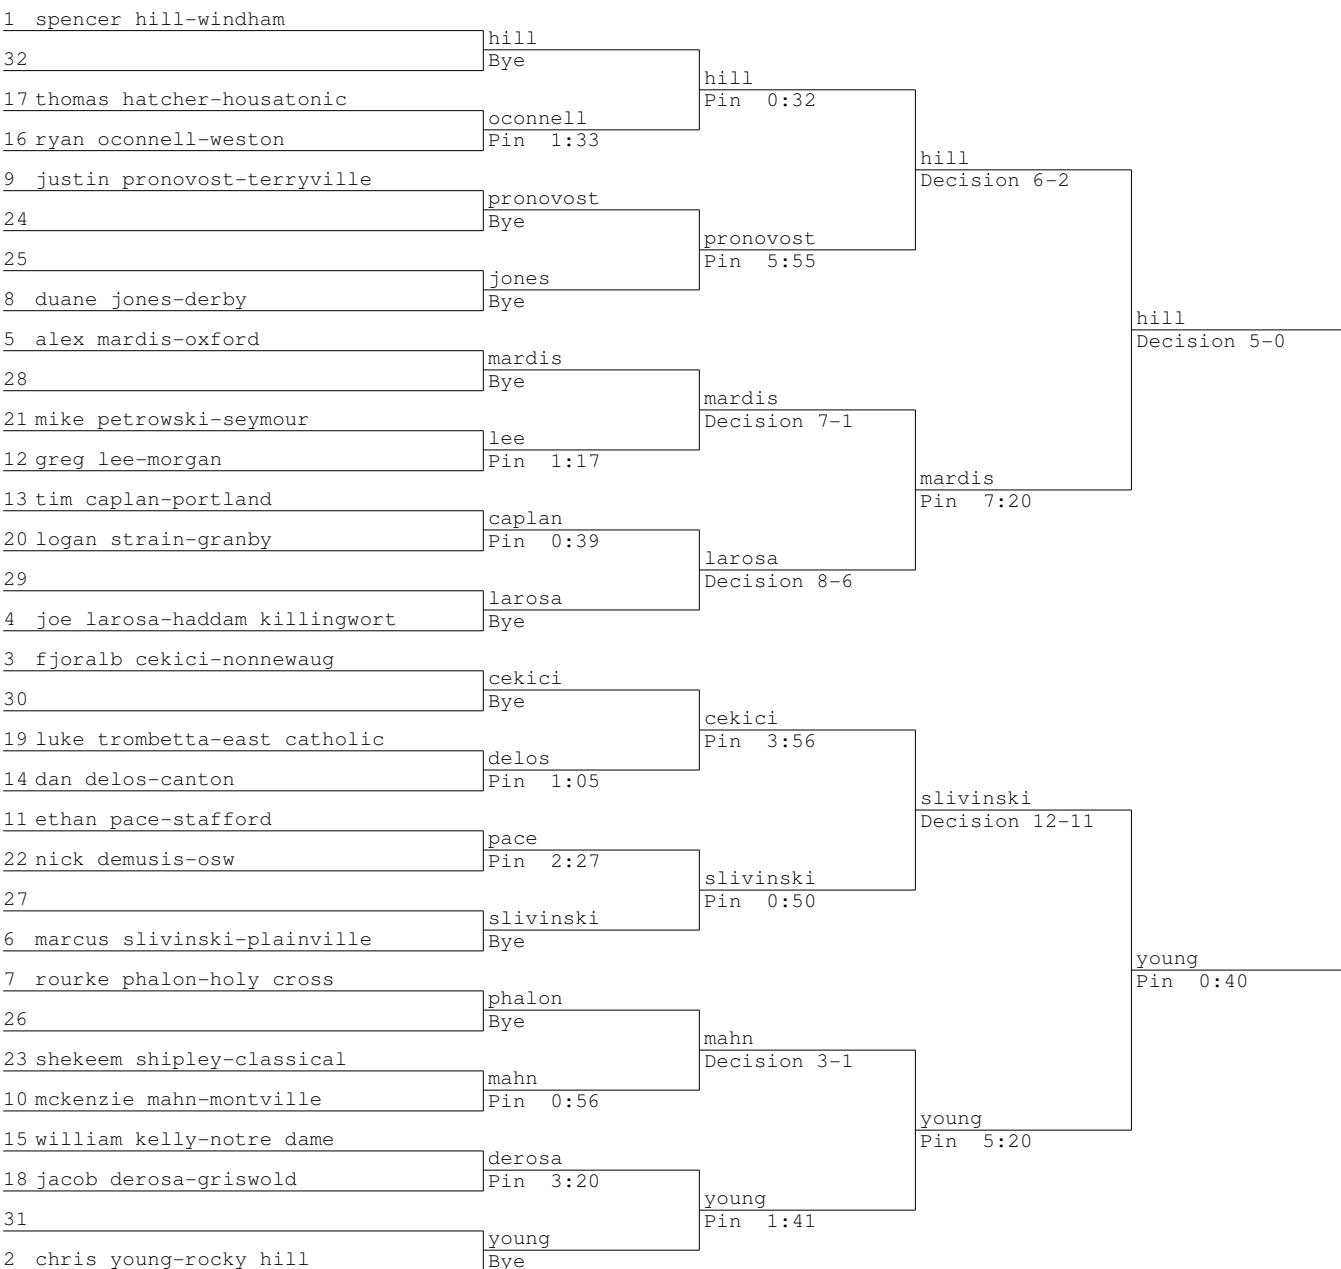 1 spencer hill-windham
32
17 thomas hatcher-housatonic
16 ryan oconnell-weston
9 justin pronovost-terryville
24
25
8 duane jones-derby
5 alex mardis-oxford
28
21 mike petrowski-seymour
12 greg lee-morgan
13 tim caplan-portland
20 logan strain-granby
29
4 joe larosa-haddam killingwort
3 fjoralb cekici-nonnewaug
30
19 luke trombetta-east catholic
14 dan delos-canton
11 ethan pace-stafford
22 nick demusis-osw
27
6 marcus slivinski-plainville
7 rourke phalon-holy cross
26
23 shekeem shipley-classical
10 mckenzie mahn-montville
15 william kelly-notre dame
18 jacob derosa-griswold
31
2 chris young-rocky hill
hill
Bye
oconnell
Pin 1:33
pronovost
Bye
jones
Bye
mardis
Bye
lee
Pin 1:17
caplan
Pin 0:39
larosa
Bye
cekici
Bye
delos
Pin 1:05
pace
Pin 2:27
slivinski
Bye
phalon
Bye
mahn
Pin 0:56
derosa
Pin 3:20
young
Bye
hill
Pin 0:32
pronovost
Pin 5:55
mardis
Decision 7-1
larosa
Decision 8-6
cekici
Pin 3:56
slivinski
Pin 0:50
mahn
Decision 3-1
young
Pin 1:41
hill
Decision 6-2
mardis
Pin 7:20
slivinski
Decision 12-11
young
Pin 5:20
hill
Decision 5-0
young
Pin 0:40